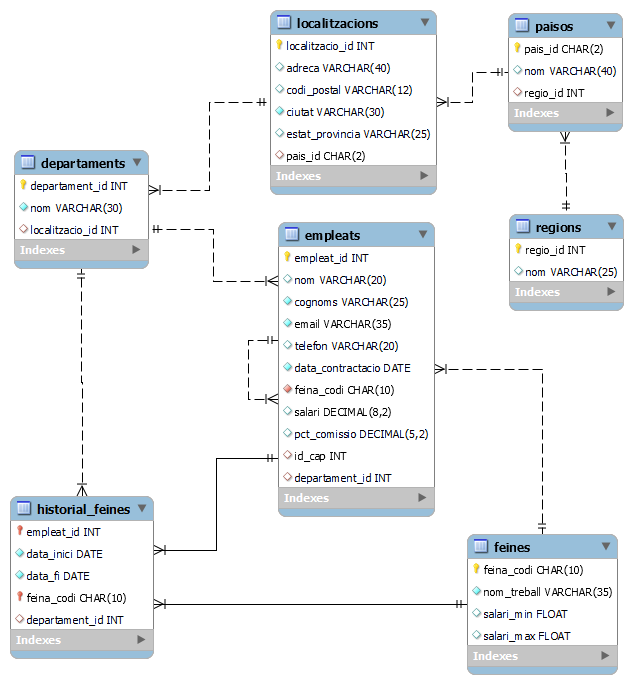 localitzacions
localitzacio_id INT
adreca VARCHAR(40)
codi_postal VARCHAR(12)
ciutat VARCHAR(30)
estat_provincia VARCHAR(25)
pais_id CHAR(2)
Indexes
paisos
pais_id CHAR(2)
nom VARCHAR(40)
regio_id INT
Indexes
departaments
departament_id INT
nom VARCHAR(30)
localitzacio_id INT
Indexes
regions
regio_id INT
nom VARCHAR(25)
Indexes
empleats
empleat_id INT
nom VARCHAR(20)
cognoms VARCHAR(25)
email VARCHAR(35)
telefon VARCHAR(20)
data_contractacio DATE
feina_codi CHAR(10)
salari DECIMAL(8,2)
pct_comissio DECIMAL(5,2)
id_cap INT
departament_id INT
Indexes
historial_feines
empleat_id INT
data_inici DATE
data_fi DATE
feina_codi CHAR(10)
departament_id INT
Indexes
feines
feina_codi CHAR(10)
nom_treball VARCHAR(35)
salari_min FLOAT
salari_max FLOAT
Indexes